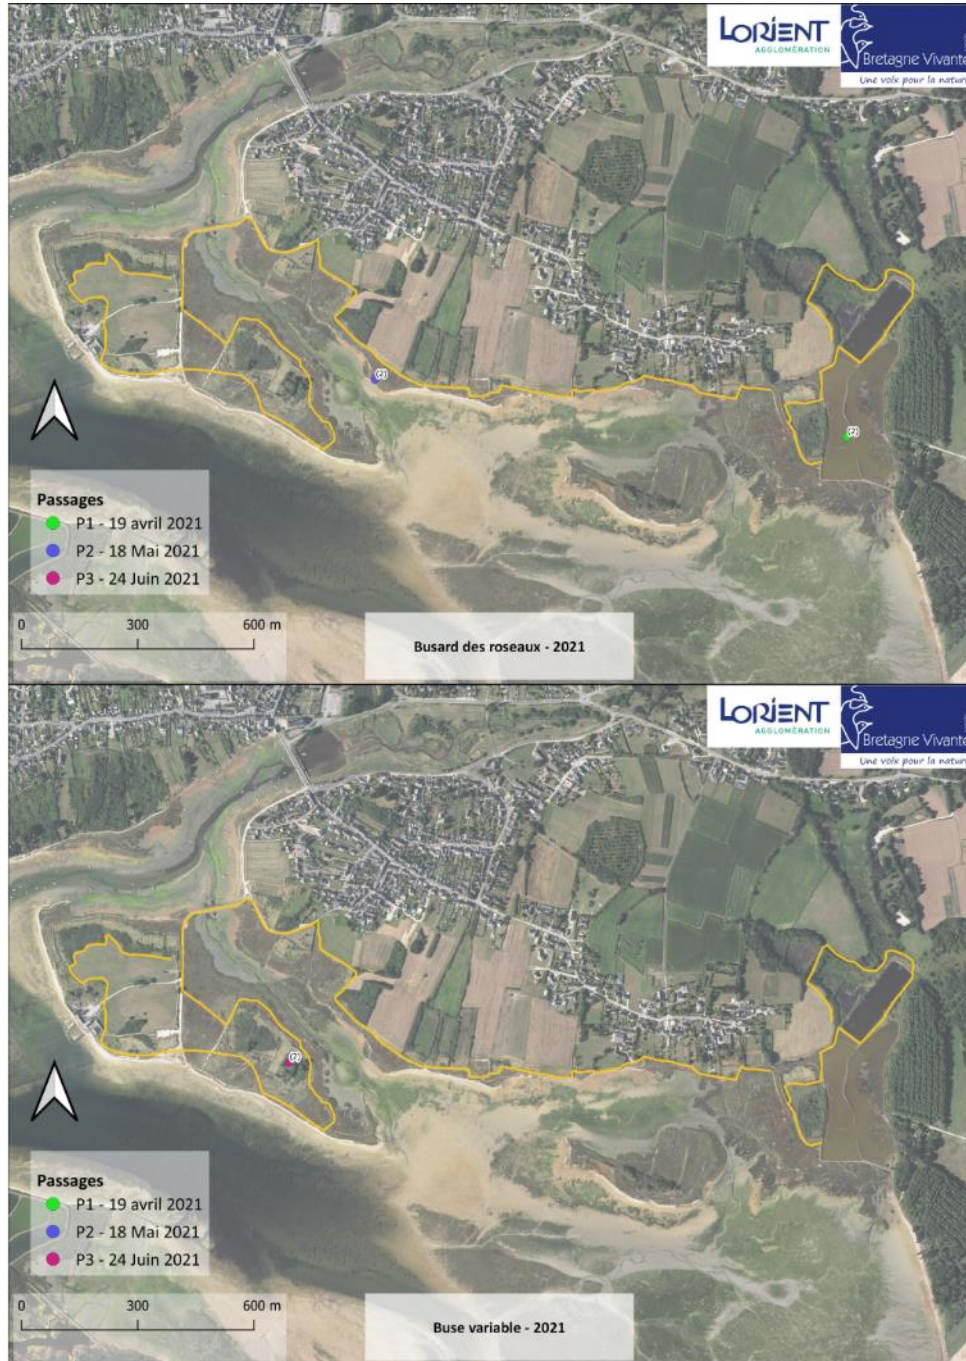 LORIENT
AGGLOMÉRATION
Bretagne Vivante
Une voix pour la nature
(2)
(2)
Passages
P1 - 19 avril 2021
P2 - 18 Mai 2021
P3 - 24 Juin 2021
0 300 600 m
Busard des roseaux - 2021
LORIENT
AGGLOMÉRATION
Bretagne Vivante
Une voix pour la nature
(2)
Passages
P1 - 19 avril 2021
P2 - 18 Mai 2021
P3 - 24 Juin 2021
0 300 600 m
Buse variable - 2021